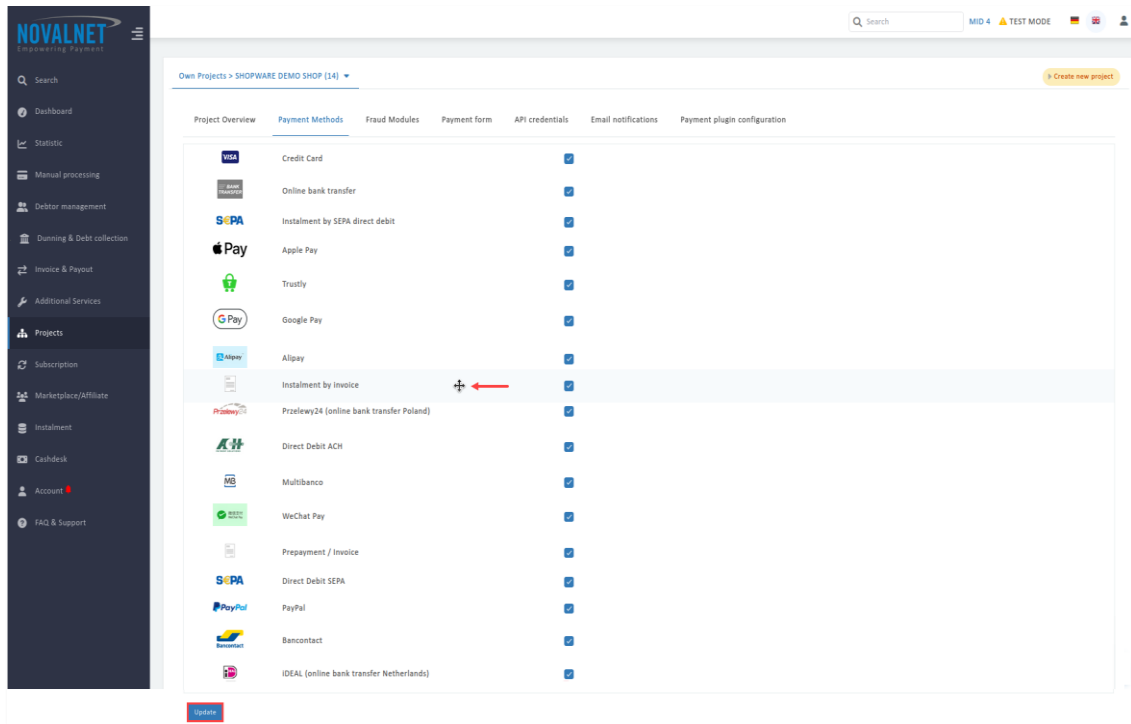 NOVALNET
Empowering Payment
Search
MID 4
TEST MODE
Search
Dashboard
Statistic
Manual processing
Debtor management
Dunning & Debt collection
Invoice & Payout
Additional Services
Projects
Subscription
Marketplace/Affiliate
Instalment
Cashdesk
Account
FAQ & Support
Own Projects > SHOPWARE DEMO SHOP (14)
Create new project
Project Overview
Payment Methods
Fraud Modules
Payment form
API credentials
Email notifications
Payment plugin configuration
VISA
Credit Card
BANK TRANSFER
Online bank transfer
SEPA
Instalment by SEPA direct debit
Pay
Apple Pay
Trustly
G Pay
Google Pay
Alipay
Alipay
Instalment by invoice
Przelewy24
Przelewy24 (online bank transfer Poland)
ACH
Direct Debit ACH
MB
Multibanco
WeChat Pay
Prepayment / Invoice
SEPA
Direct Debit SEPA
PayPal
PayPal
Bancontact
Bancontact
iDEAL (online bank transfer Netherlands)
Update